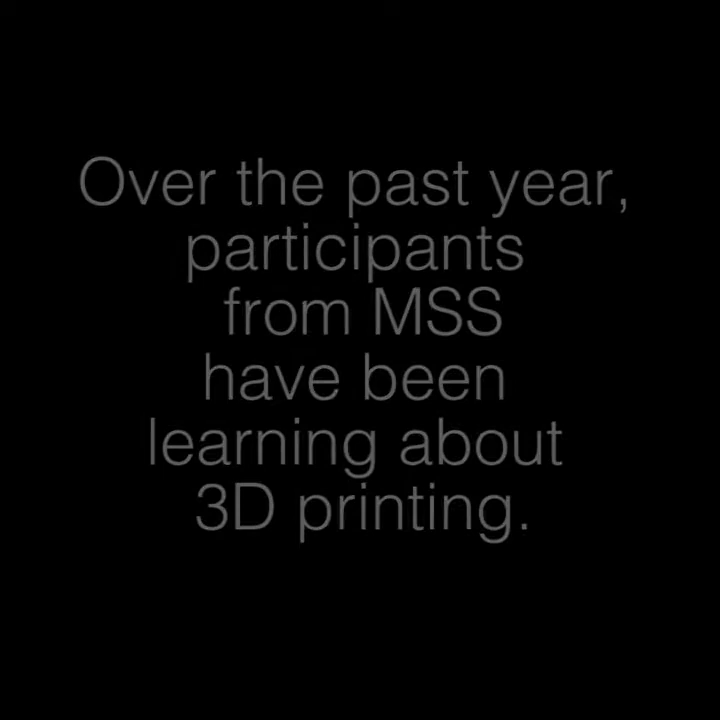 Over the past year,
participants
from MSS
have been
learning about
3D printing.